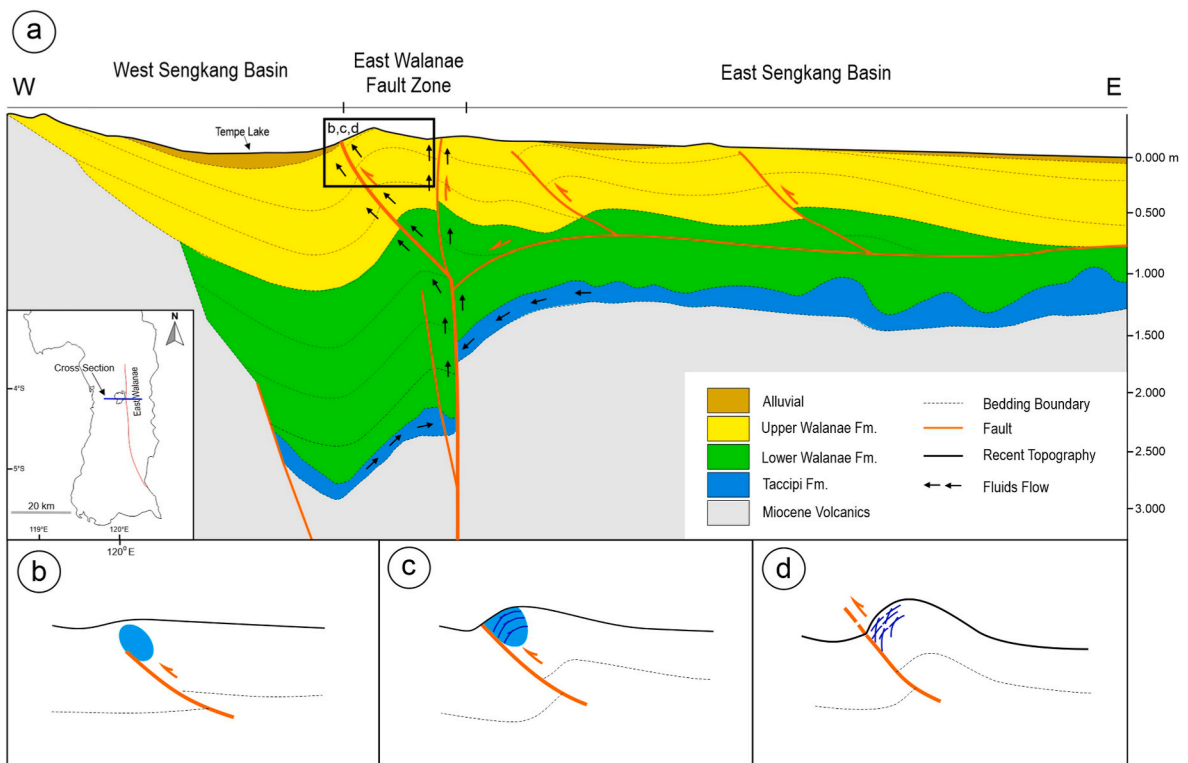 a
West Sengkang Basin
East Walanae
Fault Zone
East Sengkang Basin
W
E
Tempe Lake
b,c,d
0.000 m
0.500
1.000
1.500
2.000
2.500
3.000
N
Cross Section
East Walanae
4°S
5°S
20 km
119°E
120°E
120°E
Alluvial
Upper Walanae Fm.
Lower Walanae Fm.
Taccipi Fm.
Miocene Volcanics
Bedding Boundary
Fault
Recent Topography
Fluids Flow
b
c
d